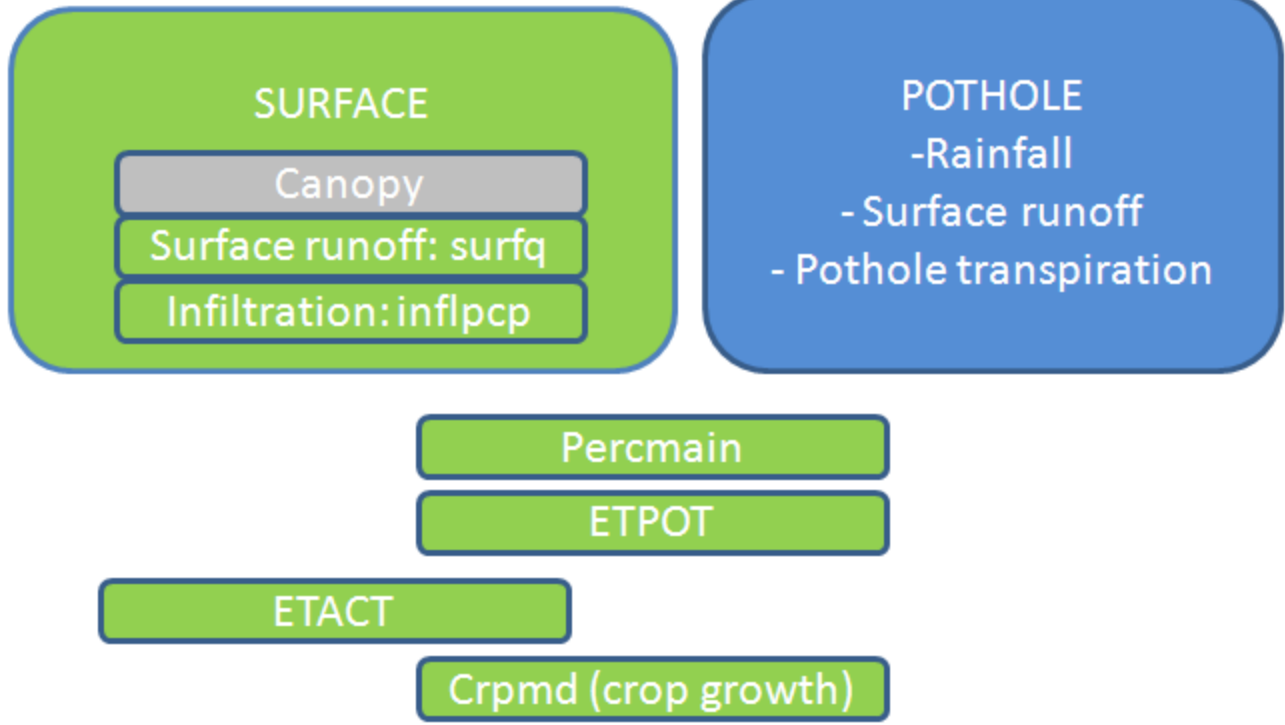 SURFACE
Canopy
Surface runoff: surfq
Infiltration: inflpcp
POTHOLE
-Rainfall
- Surface runoff
- Pothole transpiration
Percmain
ETPOT
ETACT
Crpmd (crop growth)